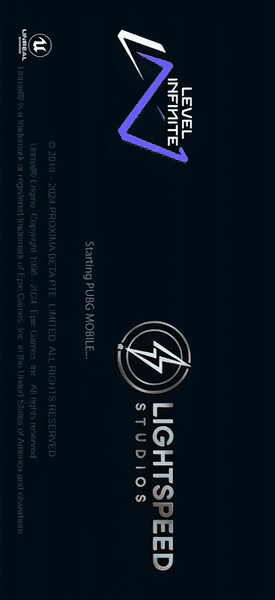 LEVEL
INFINITE
LIGHTSPEED
STUDIOS
Starting PUBG MOBILE...
© 2019 - 2024 PROXIMA BETA PTE. LIMITED. ALL RIGHTS RESERVED
UNREAL
Unreal® Engine, Copyright 1998 - 2024, Epic Games, Inc. All rights reserved
Unreal® is a trademark or registered trademark of Epic Games, Inc. in the United States of America and elsewhere